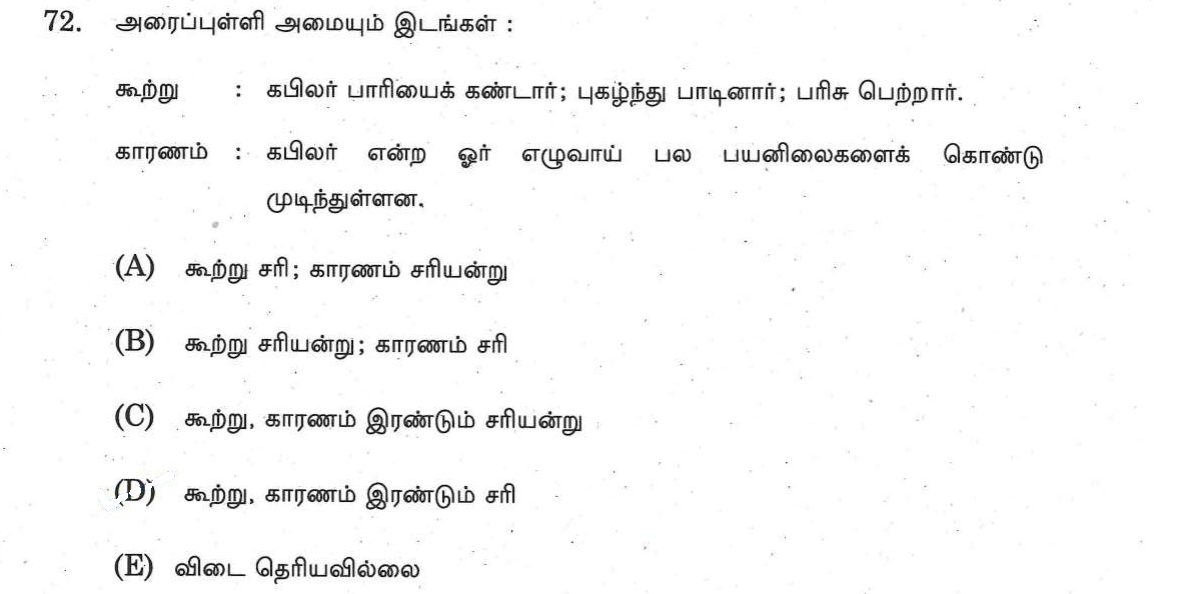 72. அரைப்புள்ளி அமையும் இடங்கள் :
கூற்று : கபிலர் பாரியைக் கண்டார்; புகழ்ந்து பாடினார்; பரிசு பெற்றார்.
காரணம் : கபிலர் என்ற ஓர் எழுவாய் பல பயனிலைகளைக் கொண்டு
முடிந்துள்ளன.
(A) கூற்று சரி; காரணம் சரியன்று
(B) கூற்று சரியன்று; காரணம் சரி
(C) கூற்று, காரணம் இரண்டும் சரியன்று
(D) கூற்று, காரணம் இரண்டும் சரி
(E) விடை தெரியவில்லை